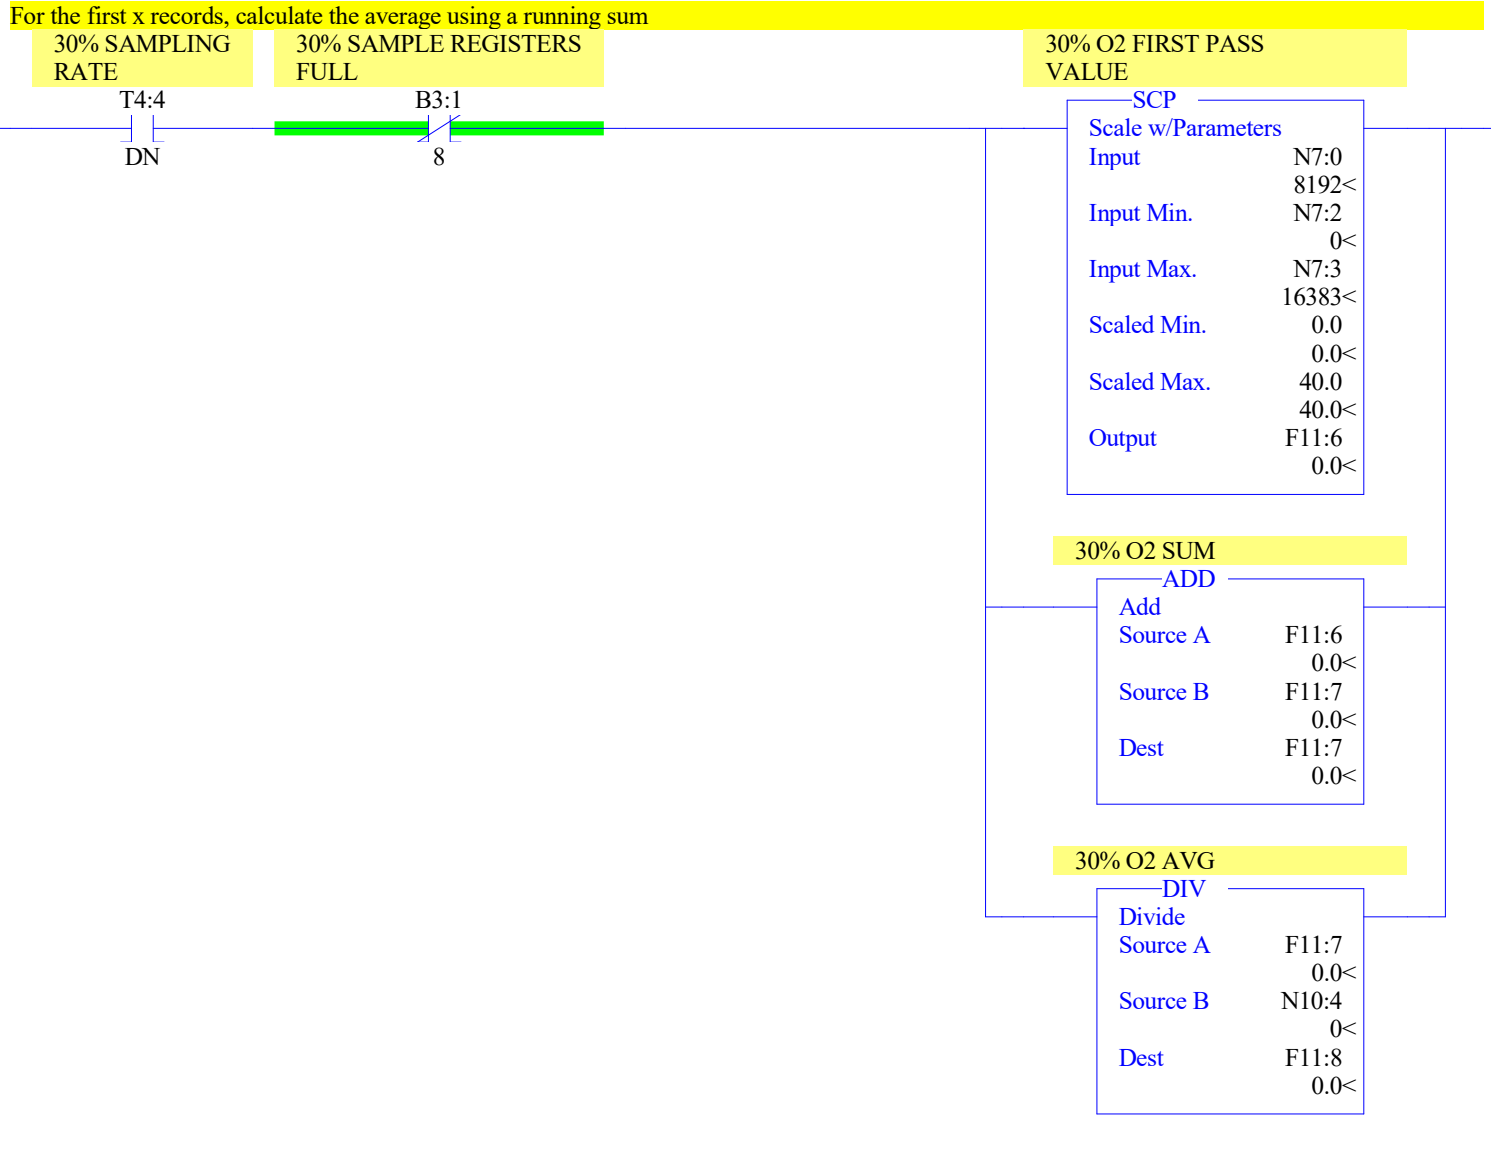 For the first x records, calculate the average using a running sum
30% SAMPLING
RATE
T4:4
DN
30% SAMPLE REGISTERS
FULL
B3:1
8
30% O2 FIRST PASS
VALUE
SCP
Scale w/Parameters
Input N7:0
8192<
Input Min. N7:2
0<
Input Max. N7:3
16383<
Scaled Min. 0.0
0.0<
Scaled Max. 40.0
40.0<
Output F11:6
0.0<
30% O2 SUM
ADD
Add
Source A F11:6
0.0<
Source B F11:7
0.0<
Dest F11:7
0.0<
30% O2 AVG
DIV
Divide
Source A F11:7
0.0<
Source B N10:4
0<
Dest F11:8
0.0<